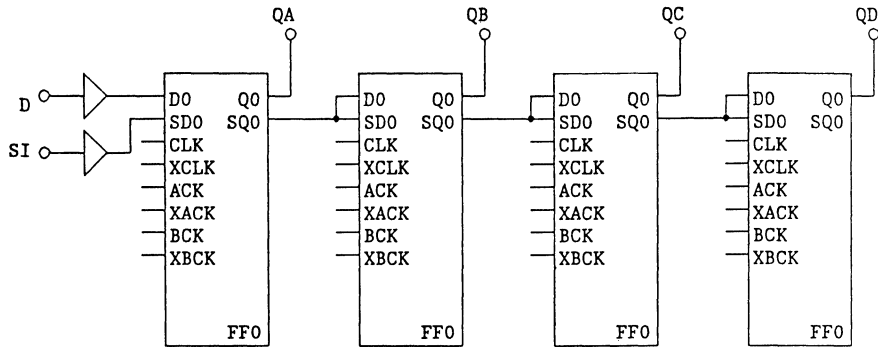 QA QB QC QD
D D0 Q0 D0 Q0 D0 Q0 D0 Q0
SD0 SQ0 SD0 SQ0 SD0 SQ0 SD0 SQ0
SI CLK CLK CLK CLK
XCLK XCLK XCLK XCLK
ACK ACK ACK ACK
XACK XACK XACK XACK
BCK BCK BCK BCK
XBCK XBCK XBCK XBCK
FF0 FF0 FF0 FF0